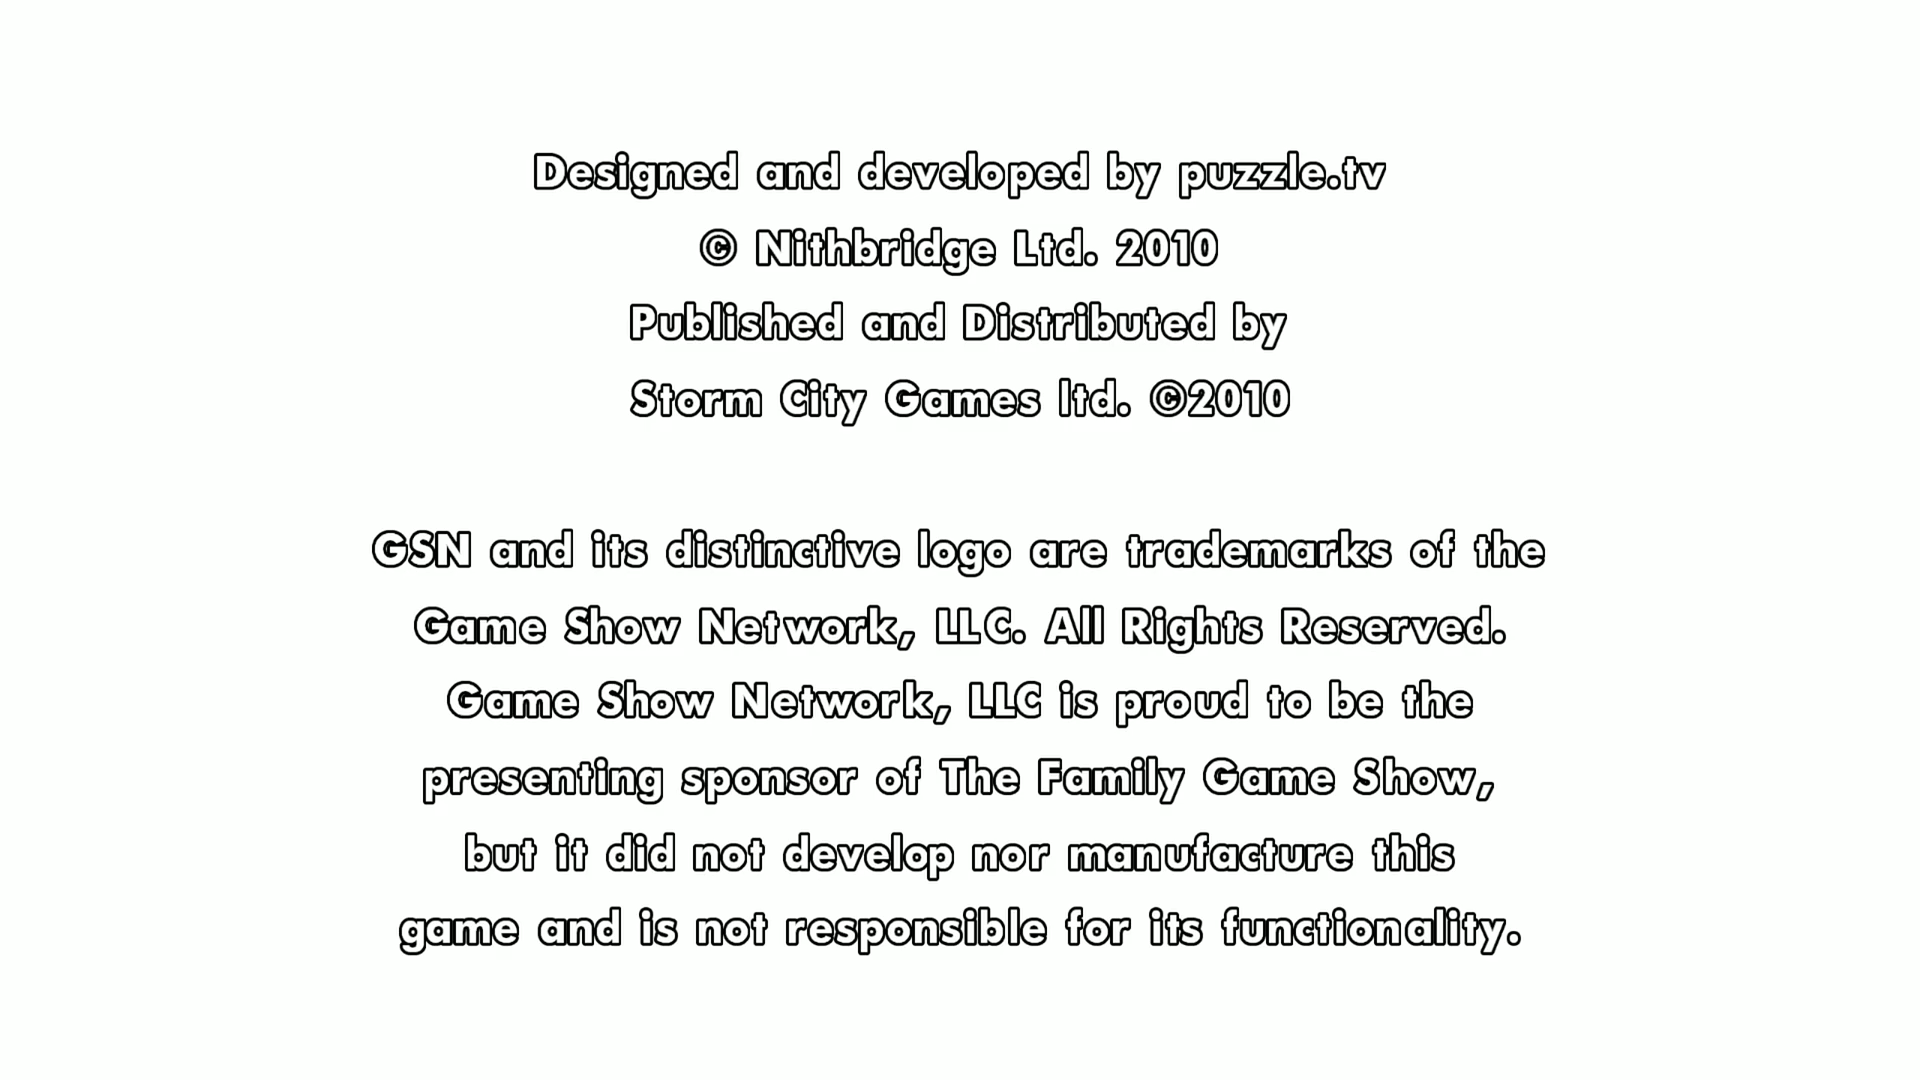 Designed and developed by puzzle.tv
© Nithbridge Ltd. 2010
Published and Distributed by
Storm City Games ltd. ©2010
GSN and its distinctive logo are trademarks of the
Game Show Network, LLC. All Rights Reserved.
Game Show Network, LLC is proud to be the
presenting sponsor of The Family Game Show,
but it did not develop nor manufacture this
game and is not responsible for its functionality.